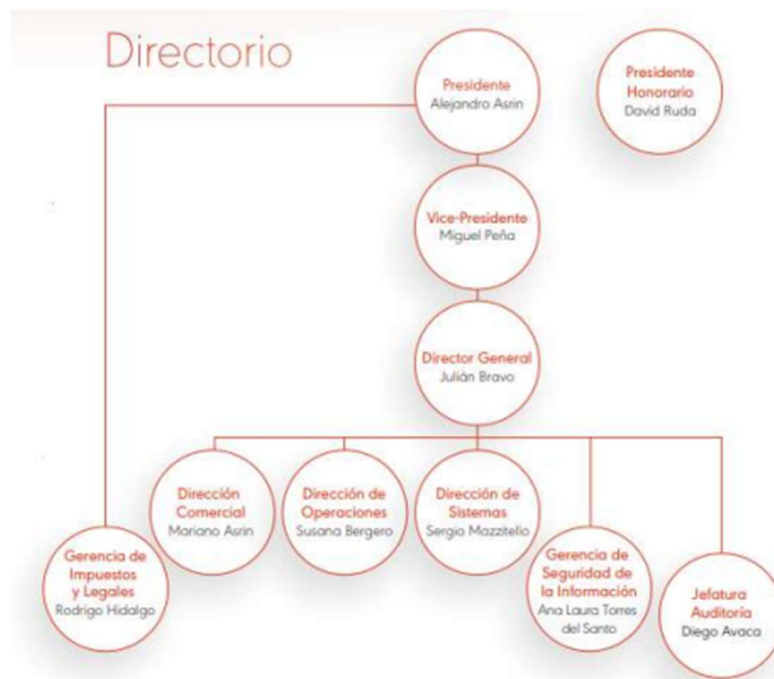 Directorio
Presidente
Alejandro Asrin
Presidente
Honorario
David Ruda
Vice-Presidente
Miguel Peña
Director General
Julián Bravo
Dirección
Comercial
Mariano Asrin
Dirección de
Operaciones
Susana Bergero
Dirección de
Sistemas
Sergio Mazzitello
Gerencia de
Impuestos
y Legales
Rodrigo Hidalgo
Gerencia de
Seguridad de
la Información
Ana Laura Torres
del Santo
Jefatura
Auditoría
Diego Avaca